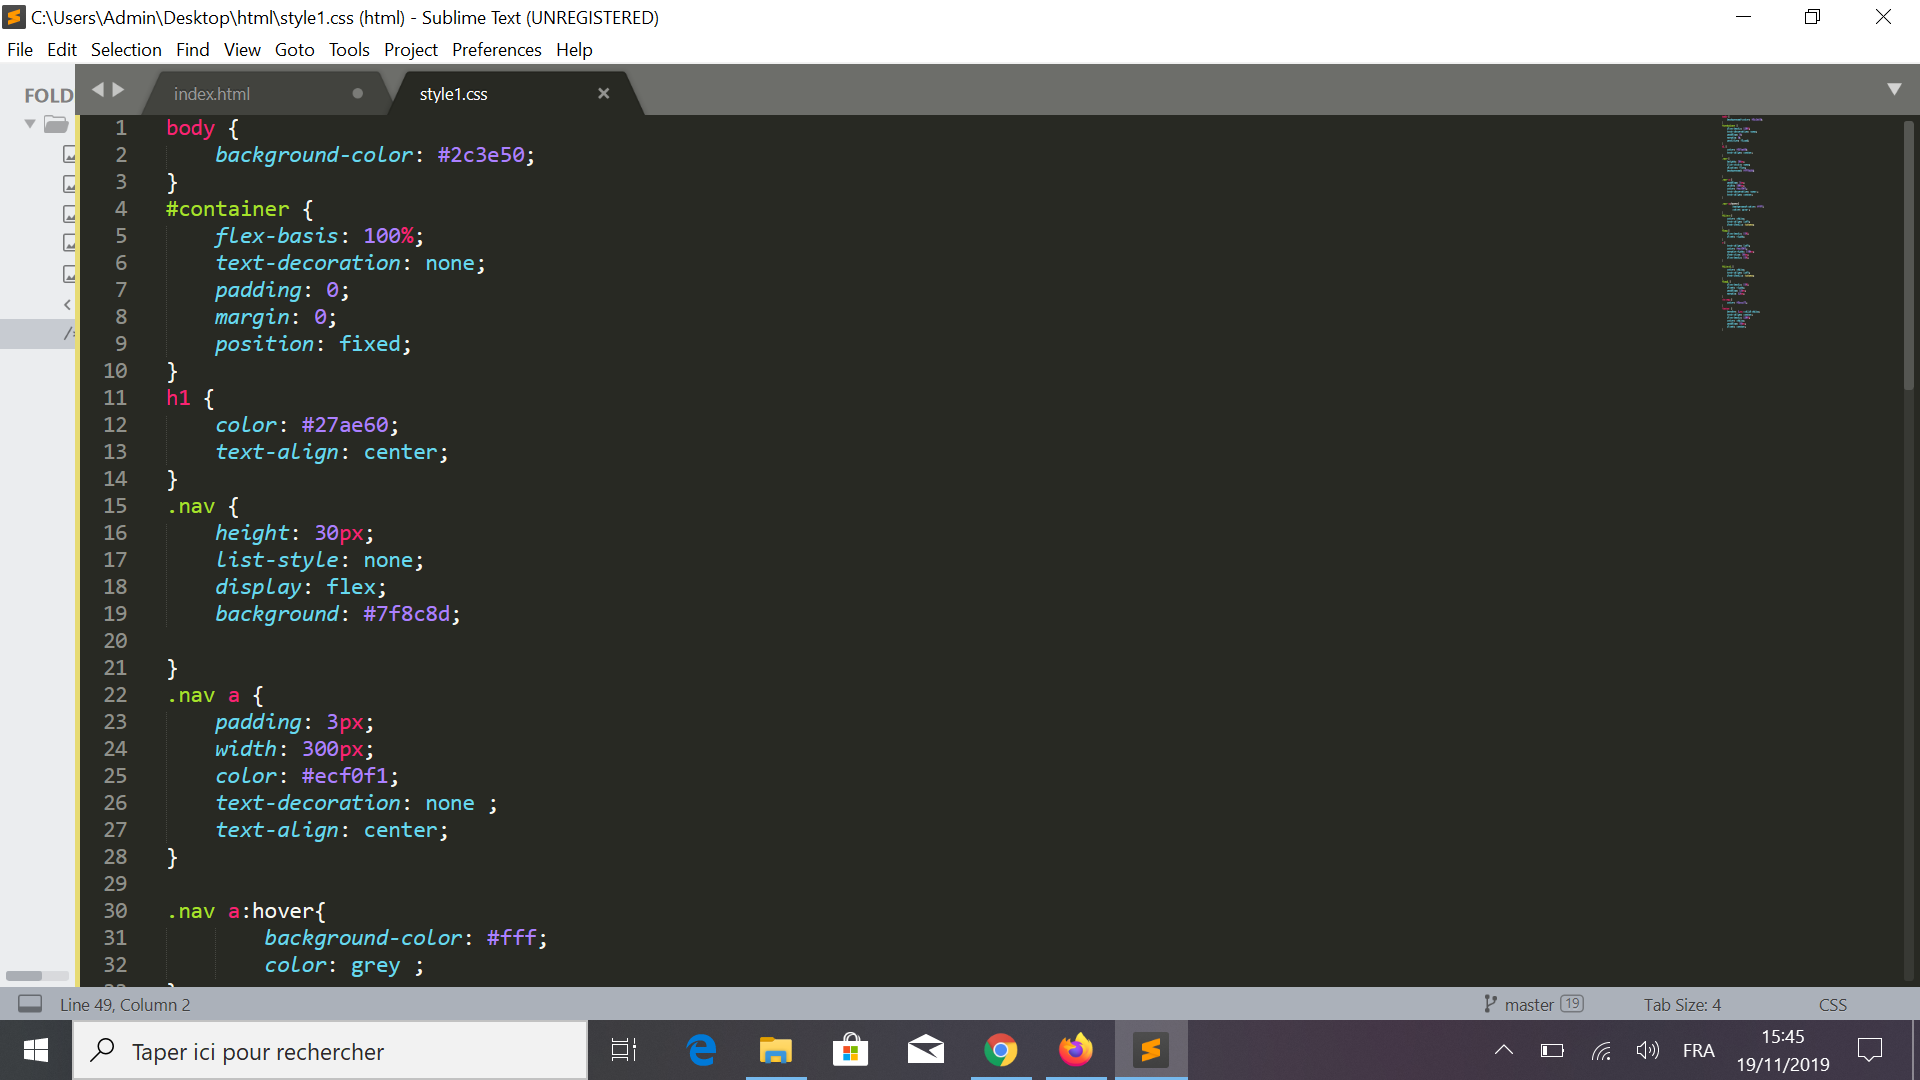 C:\Users\Admin\Desktop\html\style1.css (html) - Sublime Text (UNREGISTERED)
File Edit Selection Find View Goto Tools Project Preferences Help
FOLD
index.html
style1.css
1 body {
2 background-color: #2c3e50;
3 }
4 #container {
5 flex-basis: 100%;
6 text-decoration: none;
7 padding: 0;
8 margin: 0;
9 position: fixed;
10 }
11 h1 {
12 color: #27ae60;
13 text-align: center;
14 }
15 .nav {
16 height: 30px;
17 list-style: none;
18 display: flex;
19 background: #7f8c8d;
20
21 }
22 .nav a {
23 padding: 3px;
24 width: 300px;
25 color: #ecf0f1;
26 text-decoration: none ;
27 text-align: center;
28 }
29
30 .nav a:hover{
31 background-color: #fff;
32 color: grey ;
Line 49, Column 2
master 19
Tab Size: 4
CSS
Taper ici pour rechercher
FRA
15:45
19/11/2019